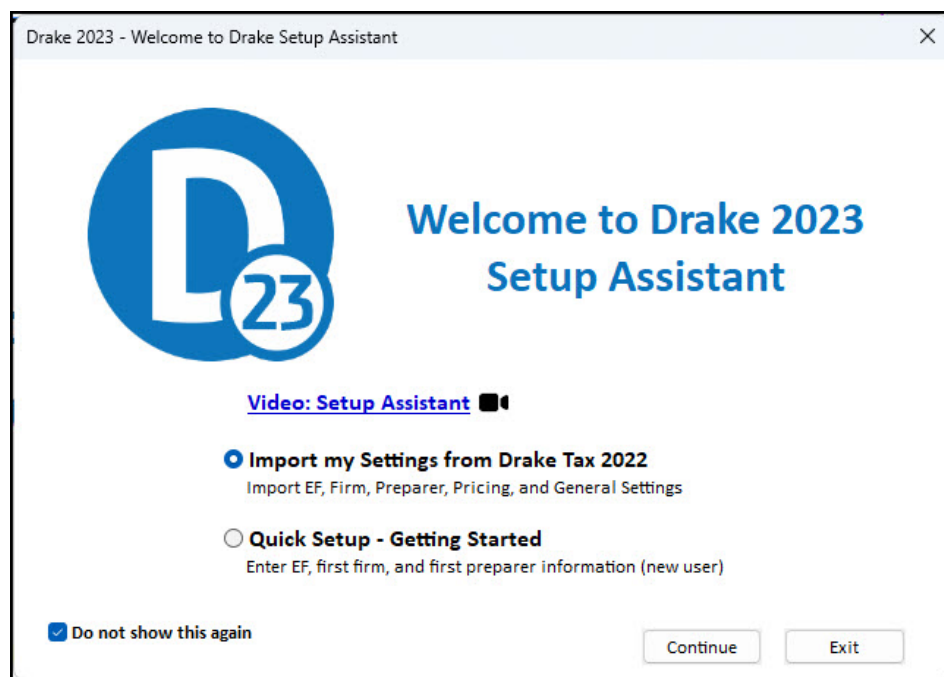 Drake 2023 - Welcome to Drake Setup Assistant
D
23
Welcome to Drake 2023
Setup Assistant
Video: Setup Assistant
Import my Settings from Drake Tax 2022
Import EF, Firm, Preparer, Pricing, and General Settings
Quick Setup - Getting Started
Enter EF, first firm, and first preparer information (new user)
Do not show this again
Continue
Exit